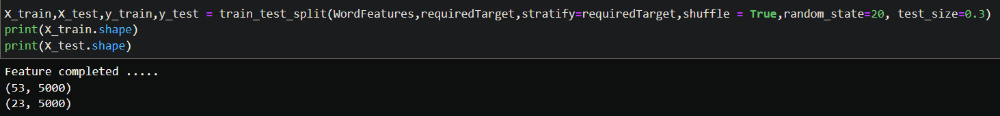 X_train,X_test,y_train,y_test = train_test_split(WordFeatures,requiredTarget,stratify=requiredTarget,shuffle = True,random_state=20, test_size=0.3)
print(X_train.shape)
print(X_test.shape)
Feature completed .....
(53, 5000)
(23, 5000)